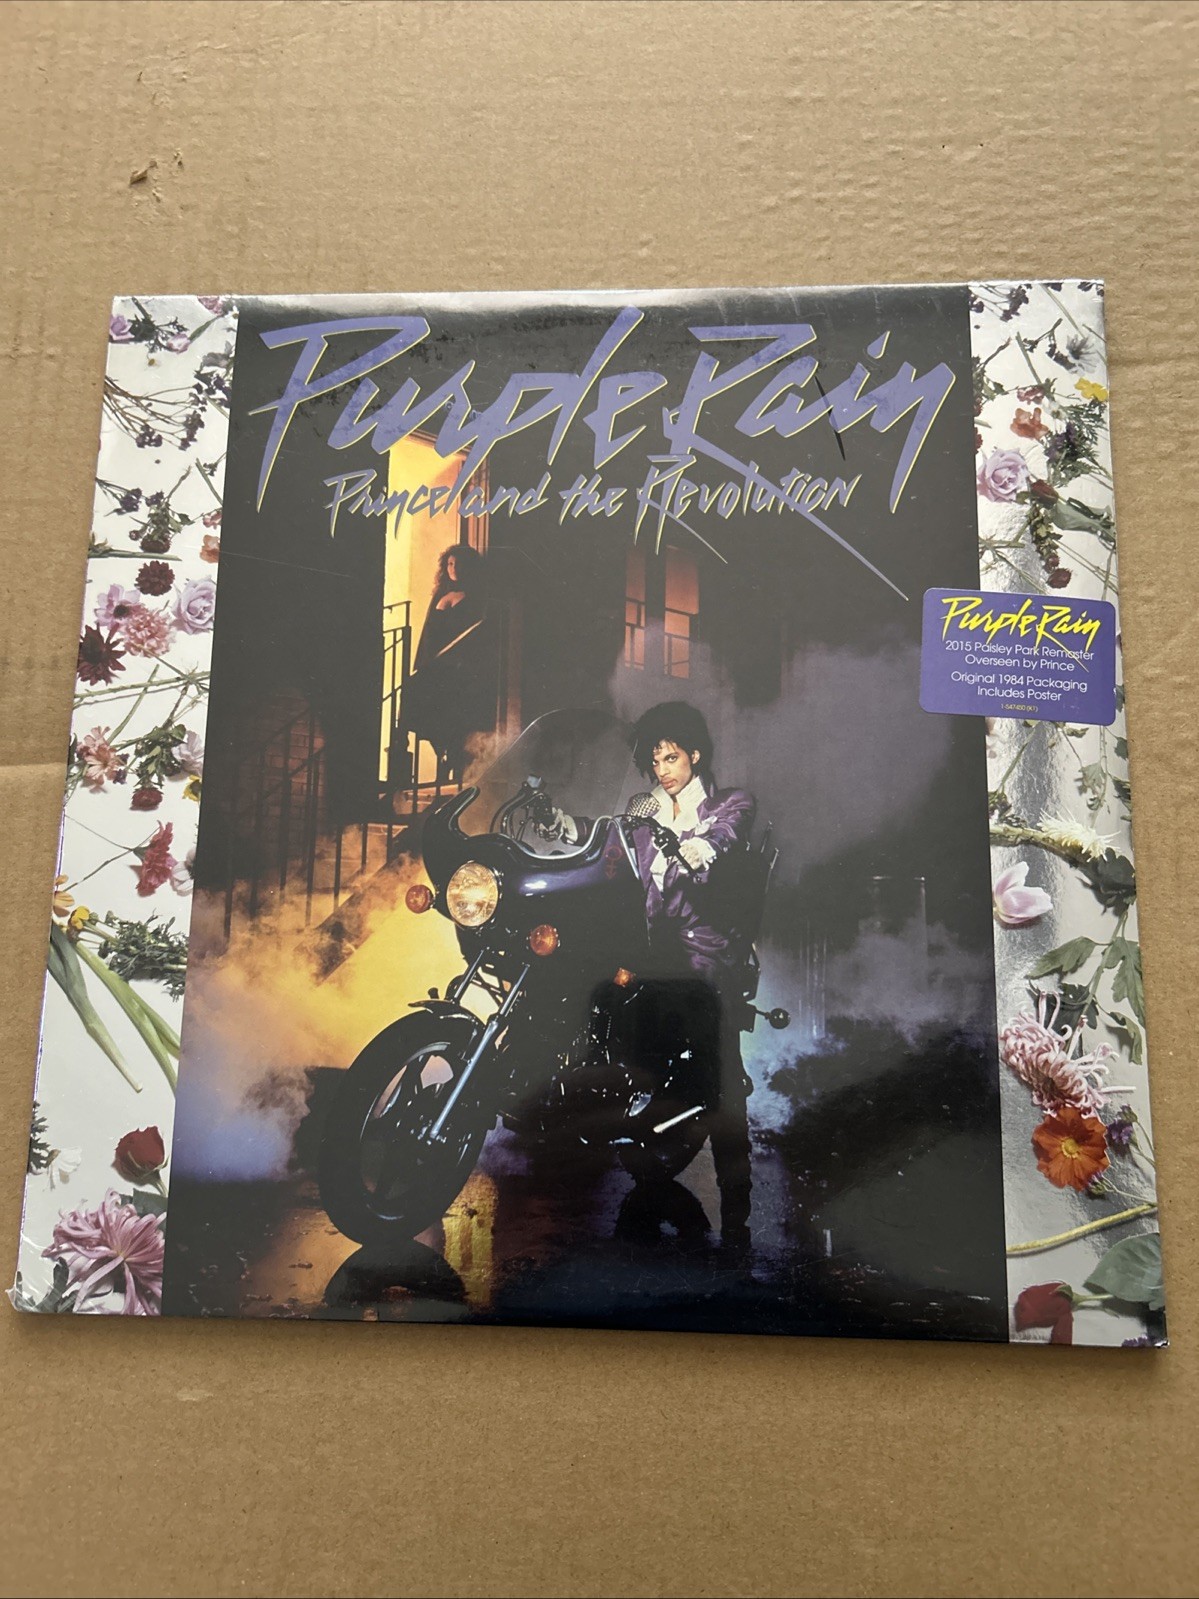 Purple Rain
Prince and the Revolution
Purple Rain
2015 Paisley Park Remaster
Overseen by Prince
Original 1984 Packaging
Includes Poster